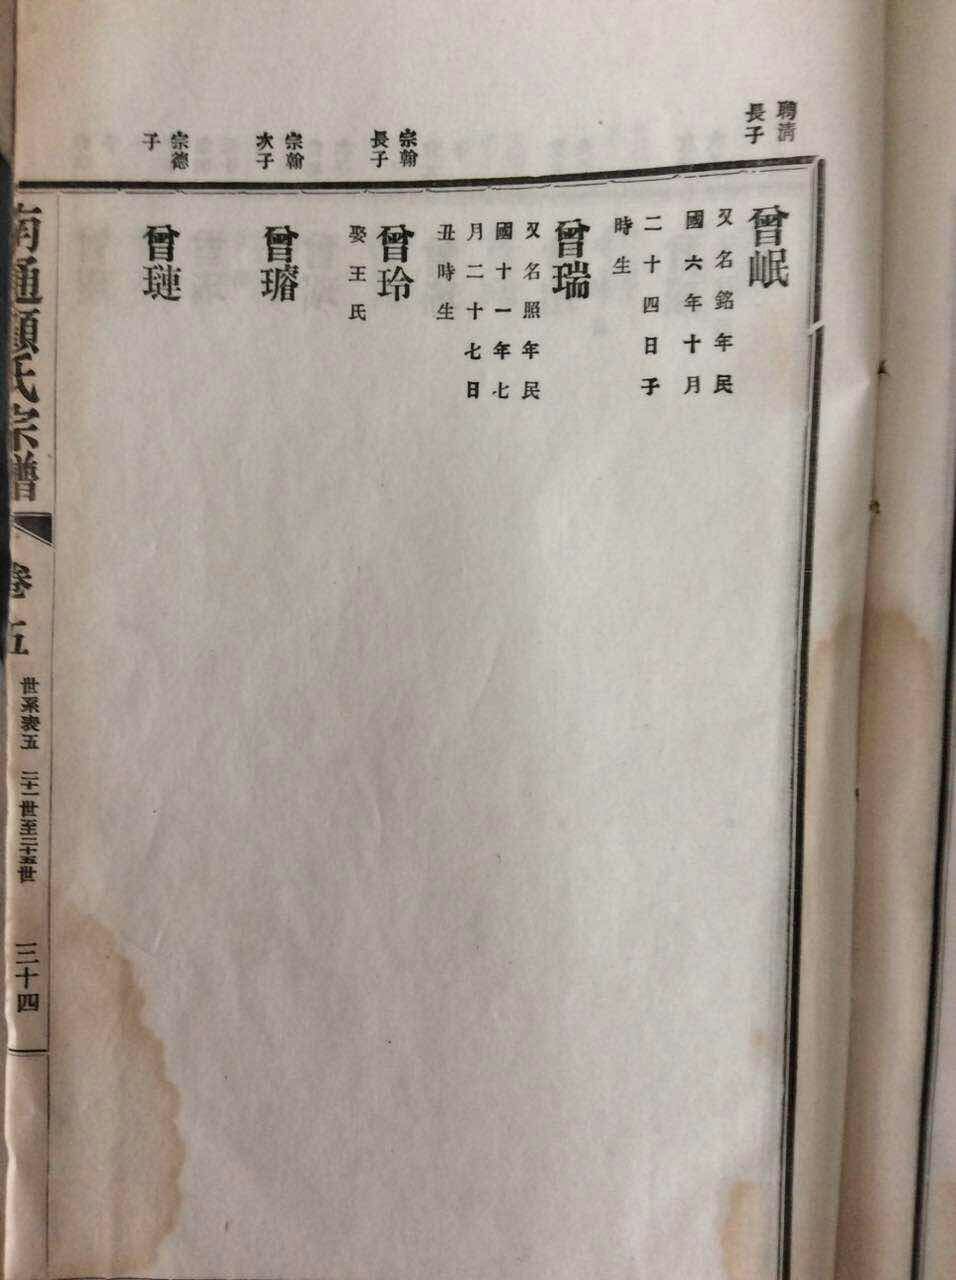 聘淸
長子
曾岷
又名銘年民
國六年十月
二十四日子
時生
曾瑞
又名照年民
國十一年七
月二十七日
丑時生
宗翰
長子
曾玲
娶王氏
宗翰
次子
曾璿
宗德
子
曾璉
南通顧氏宗譜
卷五
世系表五 二十一世至二十五世
三十四